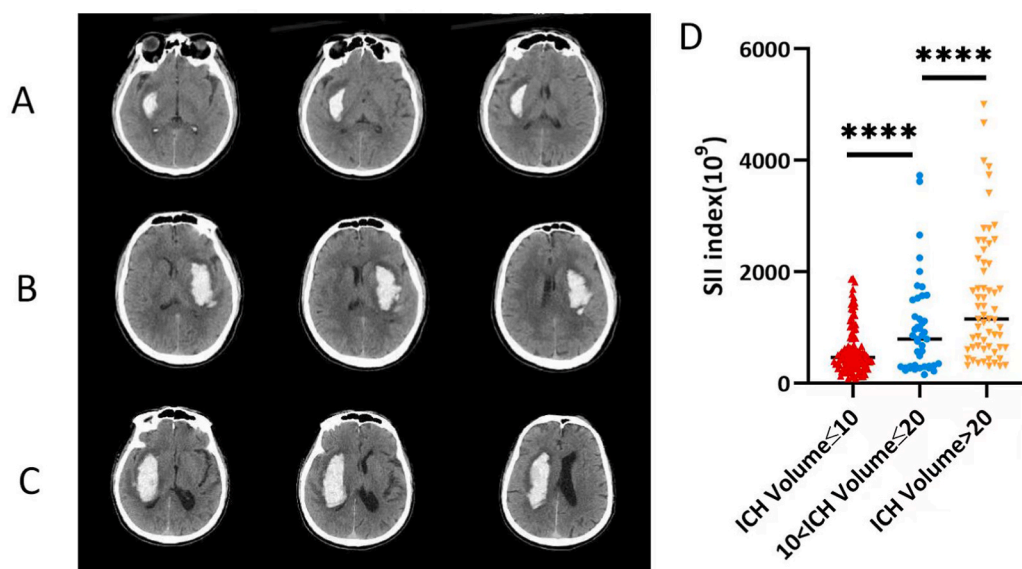 A
B
C
D
6000
4000
2000
0
SII index(10⁹)
****
****
ICH Volume≤10
10<ICH Volume≤20
ICH Volume>20